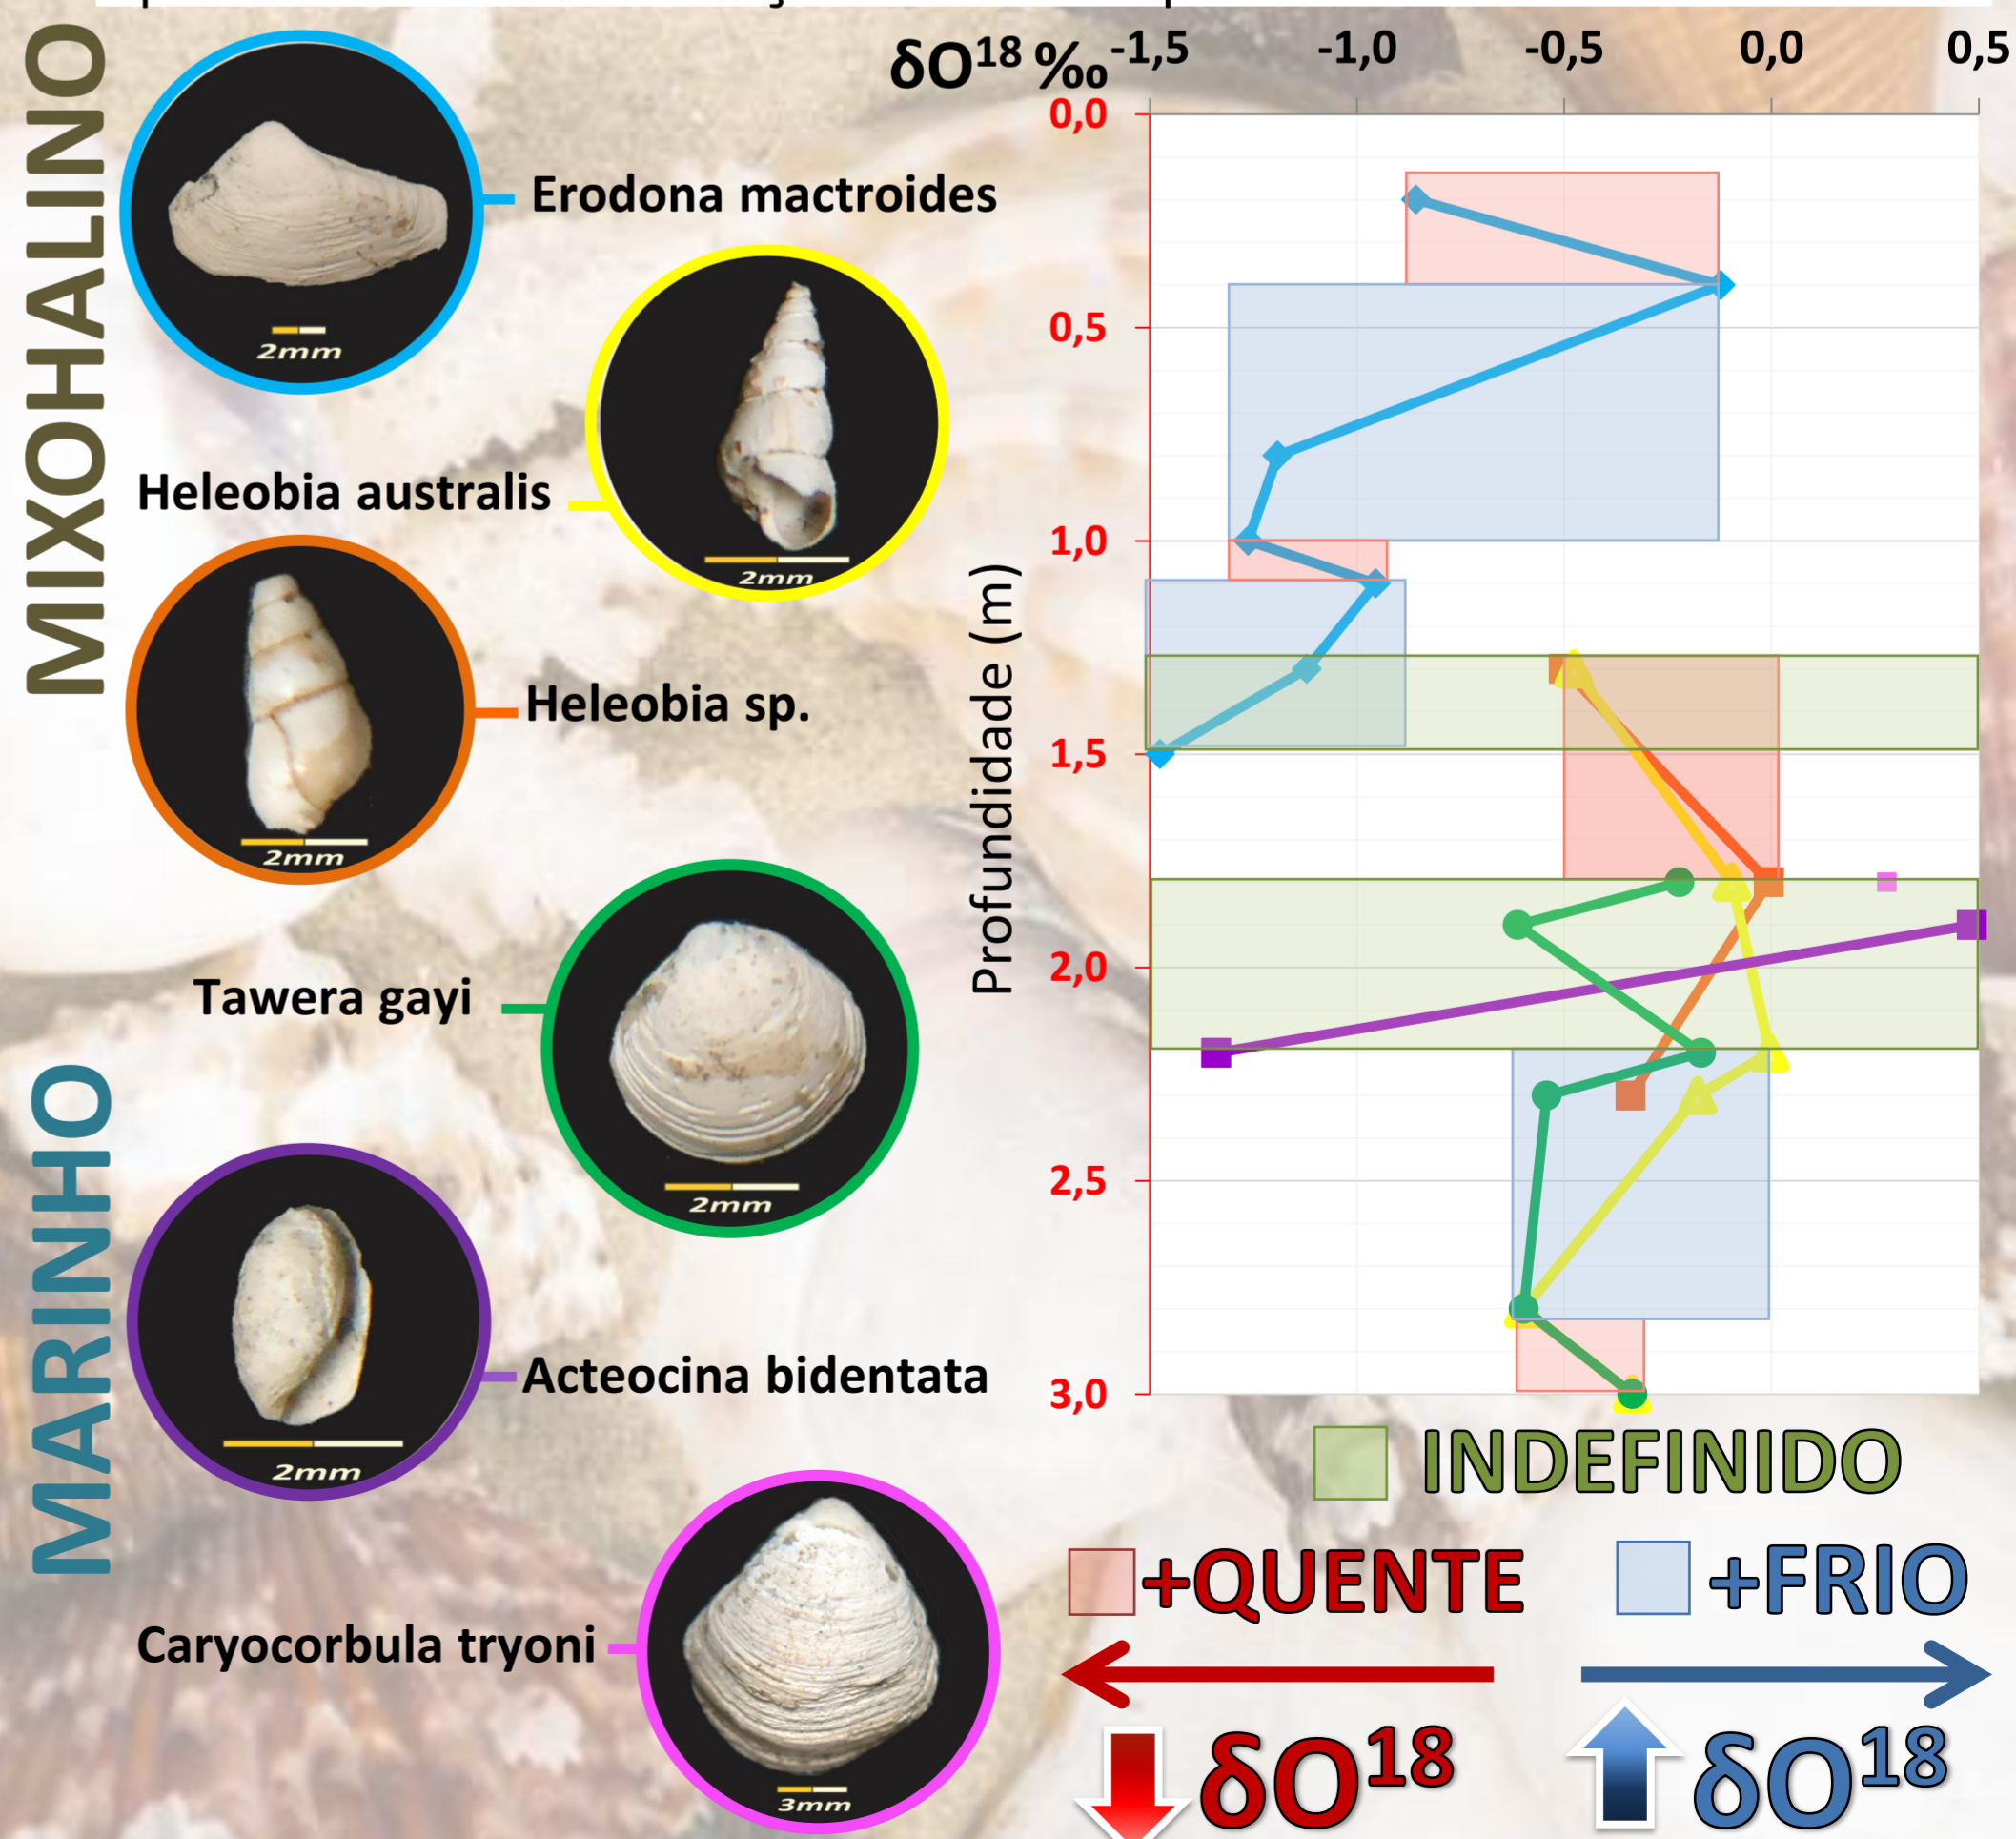 MIXOHALINO
Erodona mactroides
2mm
Heleobia australis
2mm
Heleobia sp.
2mm
MARINHO
Tawera gayi
2mm
Acteocina bidentata
2mm
Caryocorbula tryoni
3mm
δO¹⁸ ‰
-1,5 -1,0 -0,5 0,0 0,5
Profundidade (m)
0,0
0,5
1,0
1,5
2,0
2,5
3,0
INDEFINIDO
+QUENTE
+FRIO
δO¹⁸
δO¹⁸